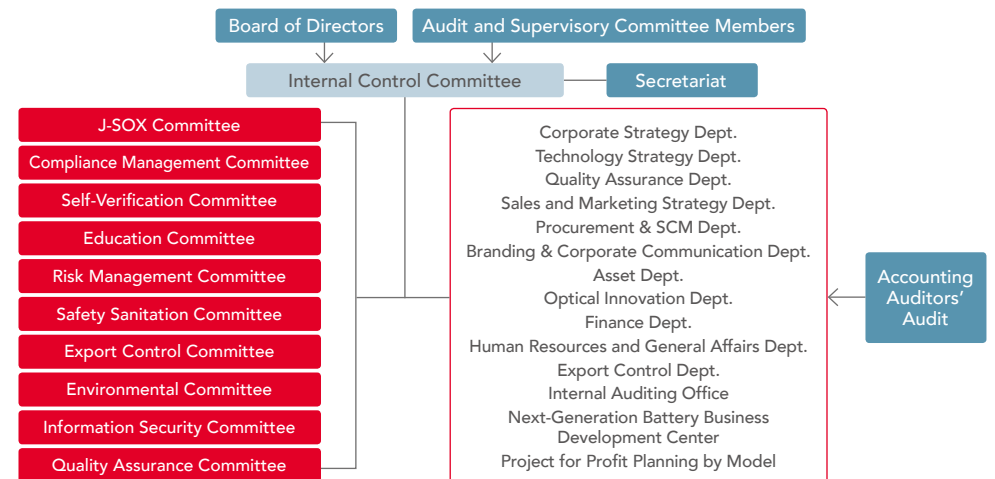 Board of Directors
Audit and Supervisory Committee Members
Internal Control Committee
Secretariat
J-SOX Committee
Compliance Management Committee
Self-Verification Committee
Education Committee
Risk Management Committee
Safety Sanitation Committee
Export Control Committee
Environmental Committee
Information Security Committee
Quality Assurance Committee
Corporate Strategy Dept.
Technology Strategy Dept.
Quality Assurance Dept.
Sales and Marketing Strategy Dept.
Procurement & SCM Dept.
Branding & Corporate Communication Dept.
Asset Dept.
Optical Innovation Dept.
Finance Dept.
Human Resources and General Affairs Dept.
Export Control Dept.
Internal Auditing Office
Next-Generation Battery Business
Development Center
Project for Profit Planning by Model
Accounting
Auditors’
Audit